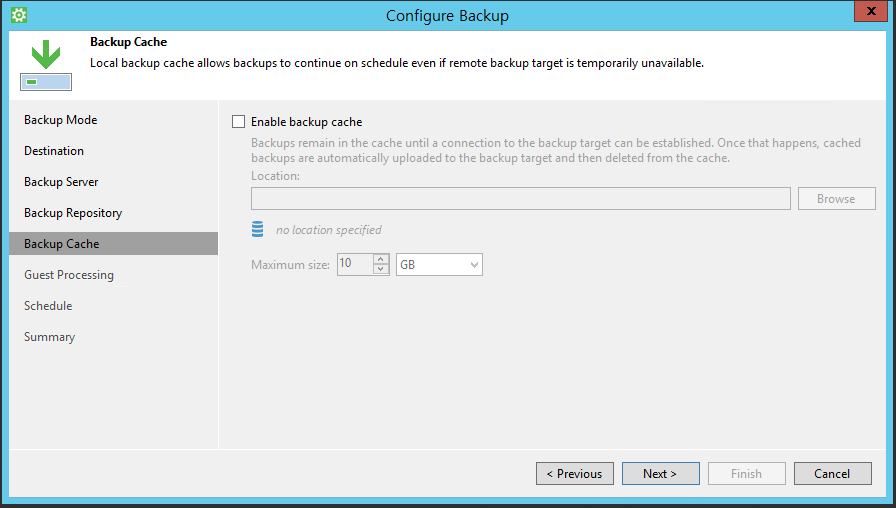 Configure Backup
x
Backup Cache
Local backup cache allows backups to continue on schedule even if remote backup target is temporarily unavailable.
Backup Mode
Destination
Backup Server
Backup Repository
Backup Cache
Guest Processing
Schedule
Summary
Enable backup cache
Backups remain in the cache until a connection to the backup target can be established. Once that happens, cached
backups are automatically uploaded to the backup target and then deleted from the cache.
Location:
Browse
no location specified
Maximum size: 10 GB
< Previous Next > Finish Cancel